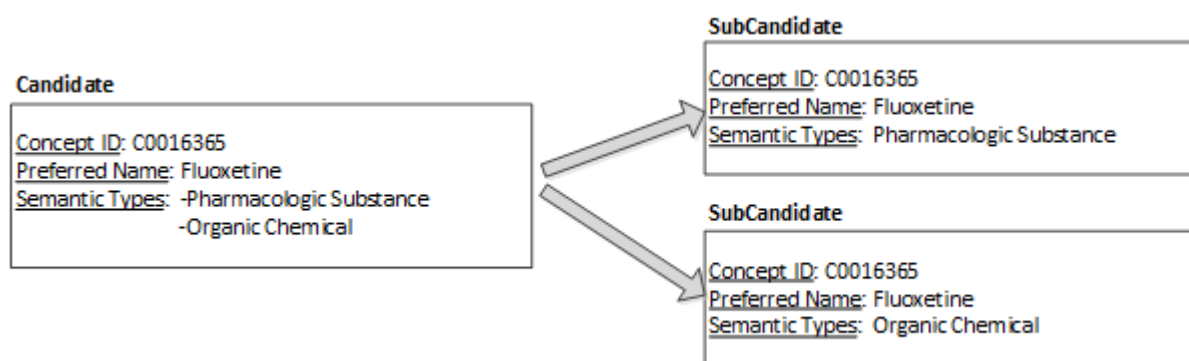 Candidate
Concept ID: C0016365
Preferred Name: Fluoxetine
Semantic Types: -Pharmacologic Substance
-Organic Chemical
SubCandidate
Concept ID: C0016365
Preferred Name: Fluoxetine
Semantic Types: Pharmacologic Substance
SubCandidate
Concept ID: C0016365
Preferred Name: Fluoxetine
Semantic Types: Organic Chemical